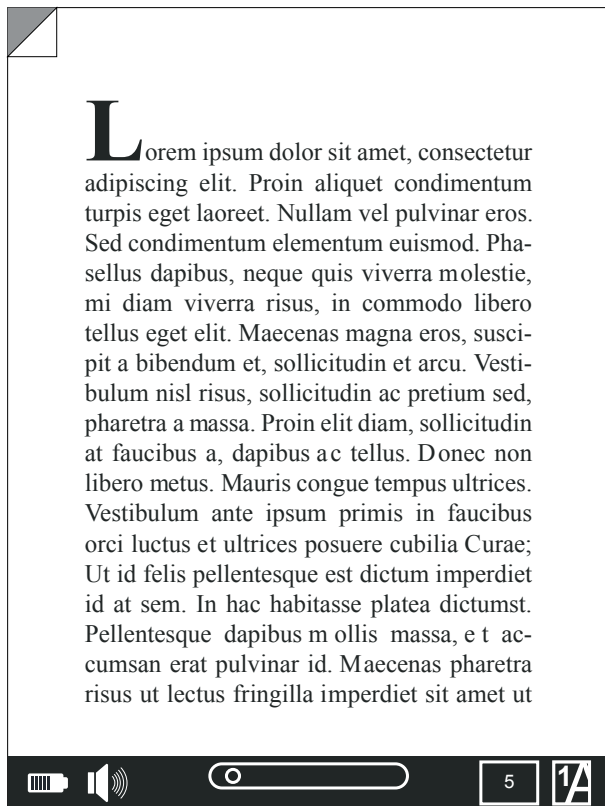 Lorem ipsum dolor sit amet, consectetur
adipiscing elit. Proin aliquet condimentum
turpis eget laoreet. Nullam vel pulvinar eros.
Sed condimentum elementum euismod. Pha-
sellus dapibus, neque quis viverra molestie,
mi diam viverra risus, in commodo libero
tellus eget elit. Maecenas magna eros, susci-
pit a bibendum et, sollicitudin et arcu. Vesti-
bulum nisl risus, sollicitudin ac pretium sed,
pharetra a massa. Proin elit diam, sollicitudin
at faucibus a, dapibus ac tellus. Donec non
libero metus. Mauris congue tempus ultrices.
Vestibulum ante ipsum primis in faucibus
orci luctus et ultrices posuere cubilia Curae;
Ut id felis pellentesque est dictum imperdiet
id at sem. In hac habitasse platea dictumst.
Pellentesque dapibus mollis massa, et ac-
cumsan erat pulvinar id. Maecenas pharetra
risus ut lectus fringilla imperdiet sit amet ut
5 1A